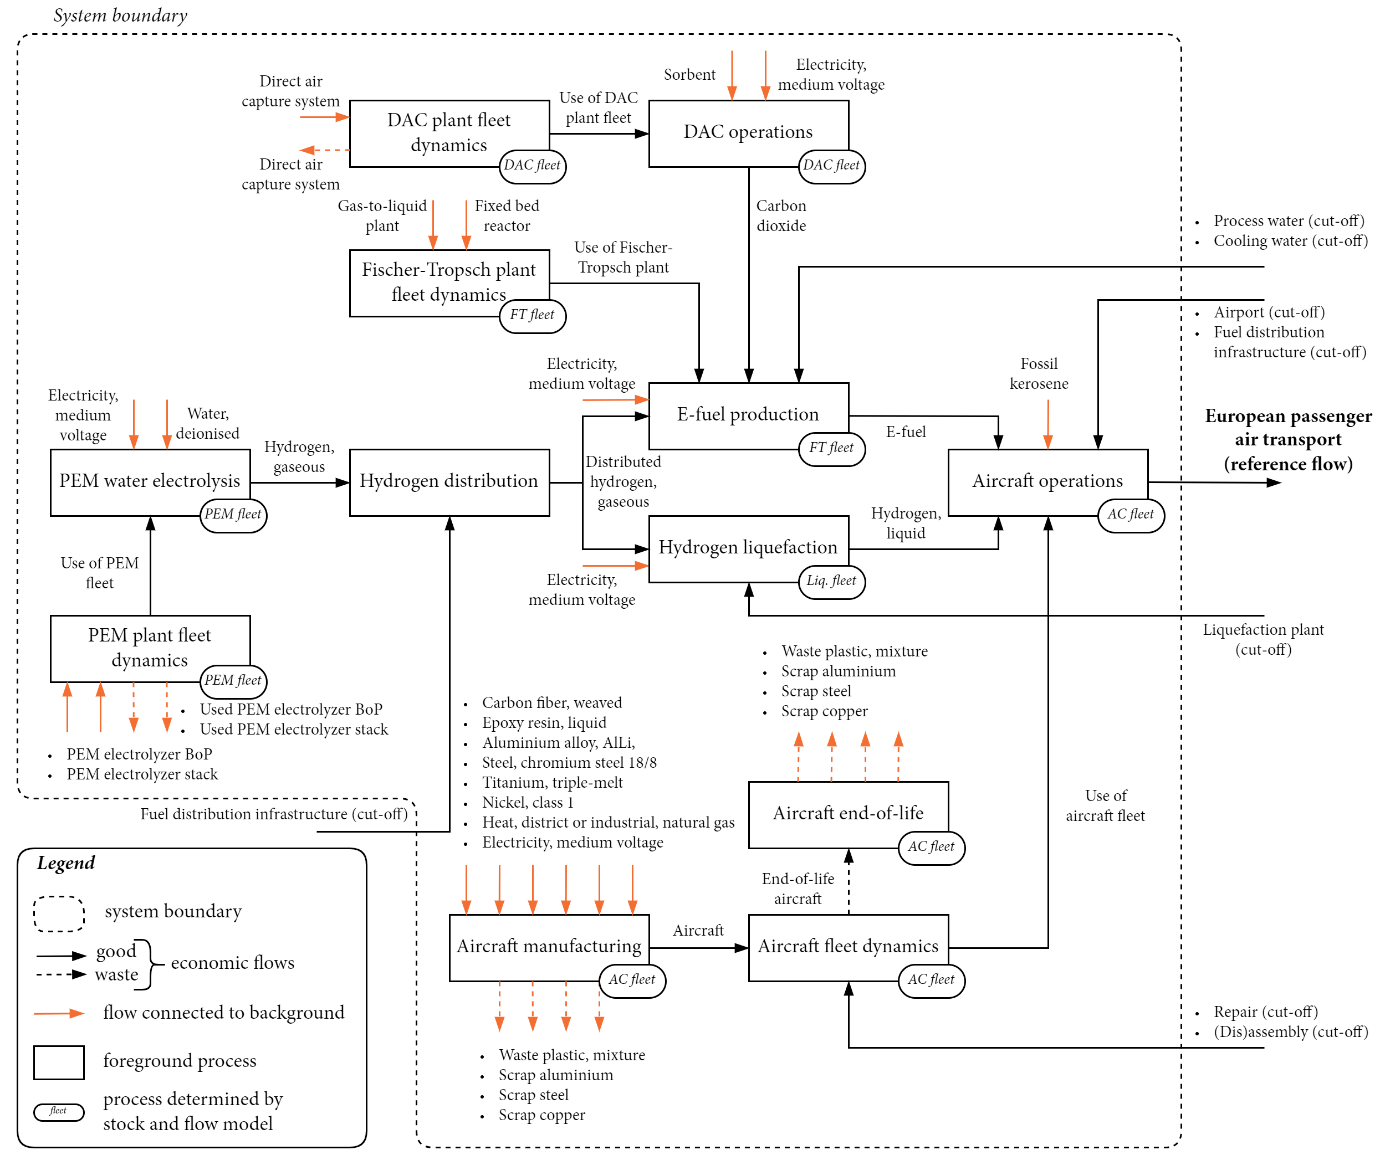 System boundary
Direct air
capture system
Direct air
capture system
DAC plant fleet
dynamics
DAC fleet
Use of DAC
plant fleet
Sorbent
Electricity,
medium voltage
DAC operations
DAC fleet
Gas-to-liquid
plant
Fixed bed
reactor
Fischer-Tropsch plant
fleet dynamics
FT fleet
Use of Fischer-
Tropsch plant
Carbon
dioxide
• Process water (cut-off)
• Cooling water (cut-off)
• Airport (cut-off)
• Fuel distribution
infrastructure (cut-off)
Electricity,
medium voltage
E-fuel production
FT fleet
E-fuel
Fossil
kerosene
European passenger
air transport
(reference flow)
Electricity,
medium
voltage
Water,
deionised
PEM water electrolysis
PEM fleet
Hydrogen,
gaseous
Hydrogen distribution
Distributed
hydrogen,
gaseous
Aircraft operations
AC fleet
Hydrogen,
liquid
Hydrogen liquefaction
Liq. fleet
Electricity,
medium voltage
Use of PEM
fleet
PEM plant fleet
dynamics
PEM fleet
• Used PEM electrolyzer BoP
• Used PEM electrolyzer stack
• PEM electrolyzer BoP
• PEM electrolyzer stack
Liquefaction plant
(cut-off)
• Waste plastic, mixture
• Scrap aluminium
• Scrap steel
• Scrap copper
• Carbon fiber, weaved
• Epoxy resin, liquid
• Aluminium alloy, AlLi,
• Steel, chromium steel 18/8
• Titanium, triple-melt
• Nickel, class 1
• Heat, district or industrial, natural gas
• Electricity, medium voltage
Fuel distribution infrastructure (cut-off)
Aircraft end-of-life
AC fleet
Use of
aircraft fleet
End-of-life
aircraft
Aircraft manufacturing
AC fleet
Aircraft
Aircraft fleet dynamics
AC fleet
• Repair (cut-off)
• (Dis)assembly (cut-off)
• Waste plastic, mixture
• Scrap aluminium
• Scrap steel
• Scrap copper
Legend
system boundary
good
waste
economic flows
flow connected to background
foreground process
fleet
process determined by
stock and flow model